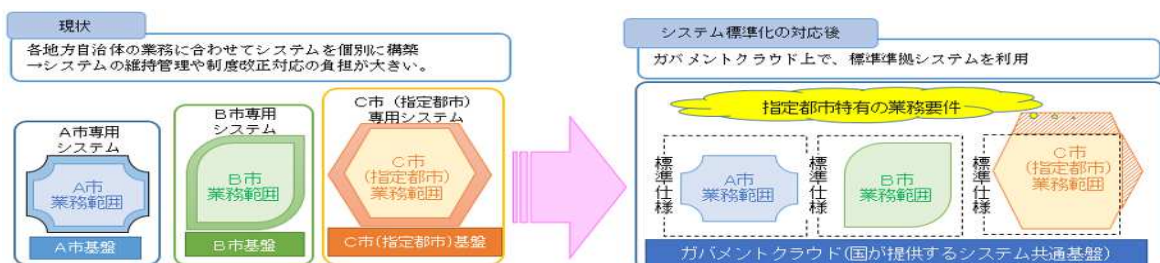 現状
各地方自治体の業務に合わせてシステムを個別に構築
→システムの維持管理や制度改正対応の負担が大きい。
A市専用
システム
A市
業務範囲
A市基盤
B市専用
システム
B市
業務範囲
B市基盤
C市（指定都市）
専用システム
C市
(指定都市)
業務範囲
C市(指定都市)基盤
システム標準化の対応後
ガバメントクラウド上で、標準準拠システムを利用
指定都市特有の業務要件
標準仕様
A市
業務範囲
標準仕様
B市
業務範囲
標準仕様
C市
(指定都市)
業務範囲
ガバメントクラウド(国が提供するシステム共通基盤)